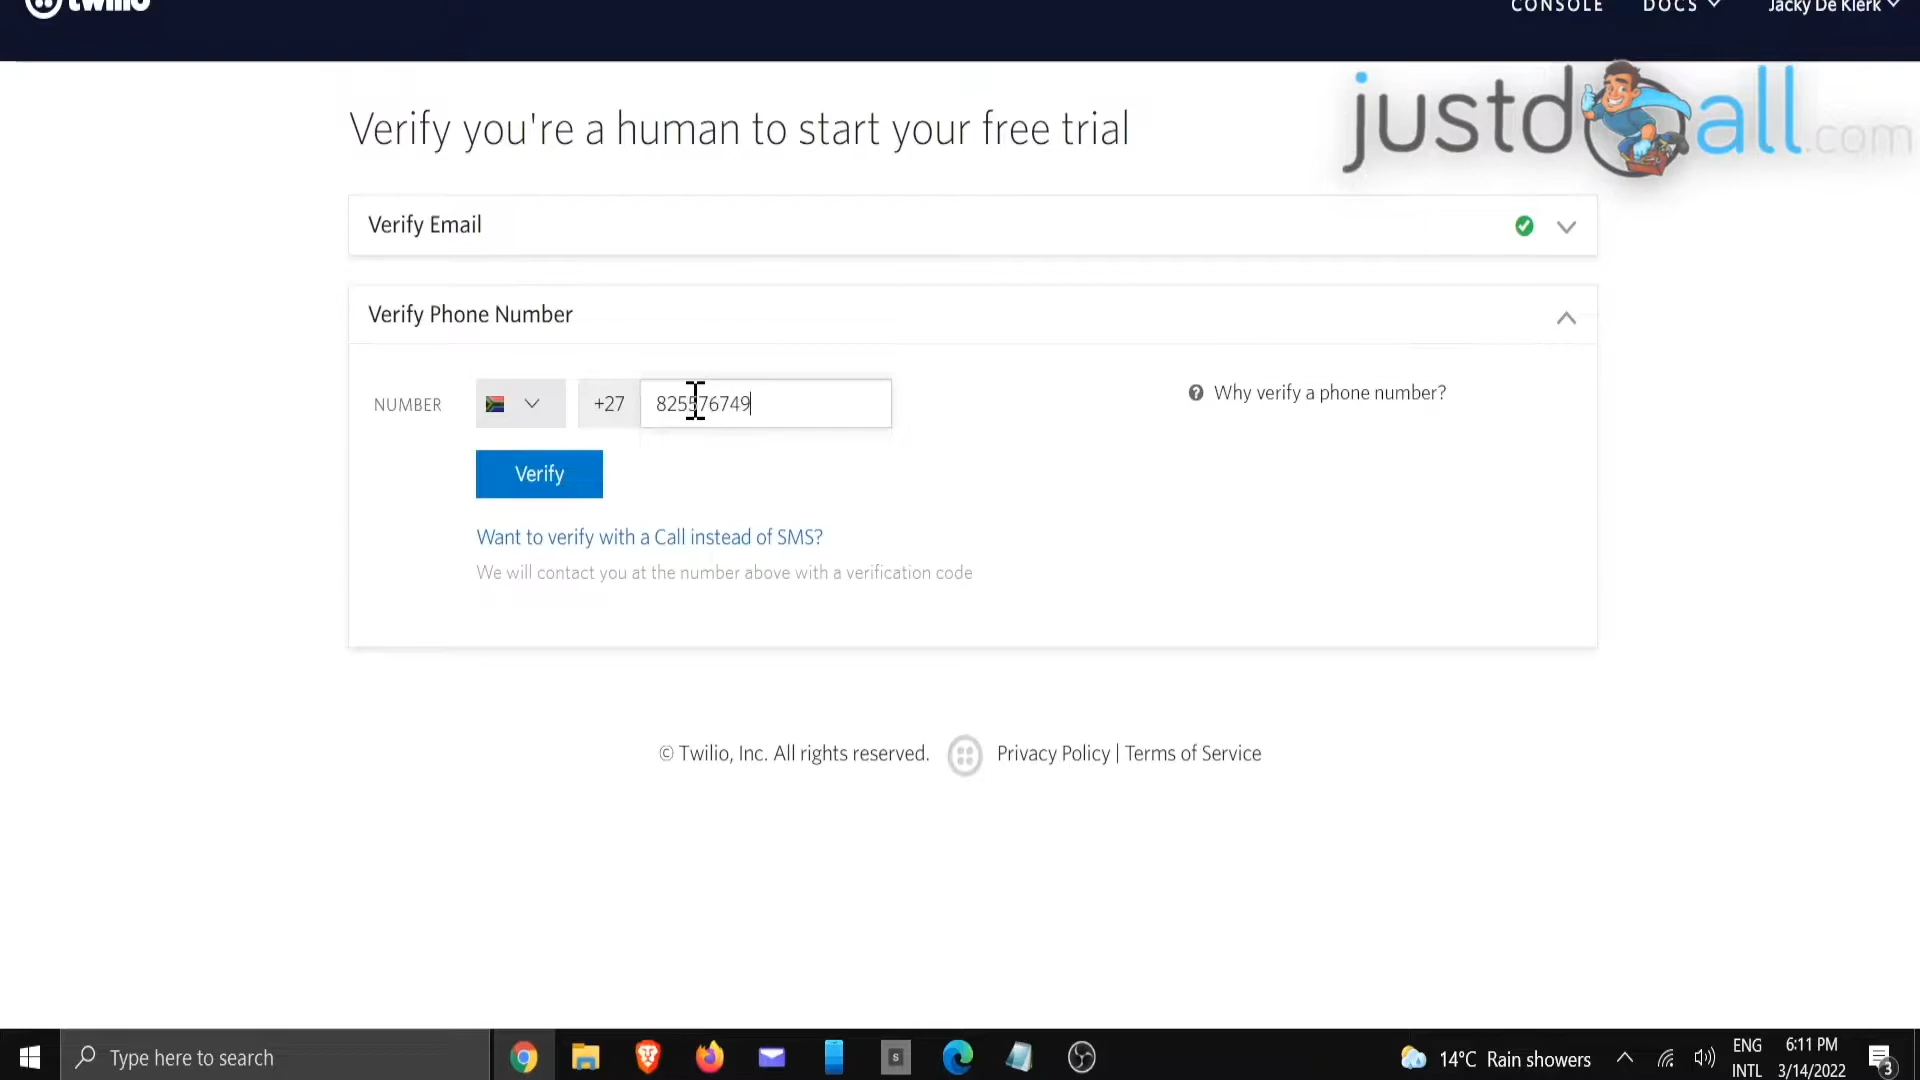 twilio
CONSOLE DOCS Jacky De Klerk
justdoall.com
Verify you're a human to start your free trial
Verify Email
Verify Phone Number
NUMBER +27 825576749
Why verify a phone number?
Verify
Want to verify with a Call instead of SMS?
We will contact you at the number above with a verification code
© Twilio, Inc. All rights reserved. Privacy Policy | Terms of Service
Type here to search
S
14°C Rain showers
ENG
INTL
6:11 PM
3/14/2022
3